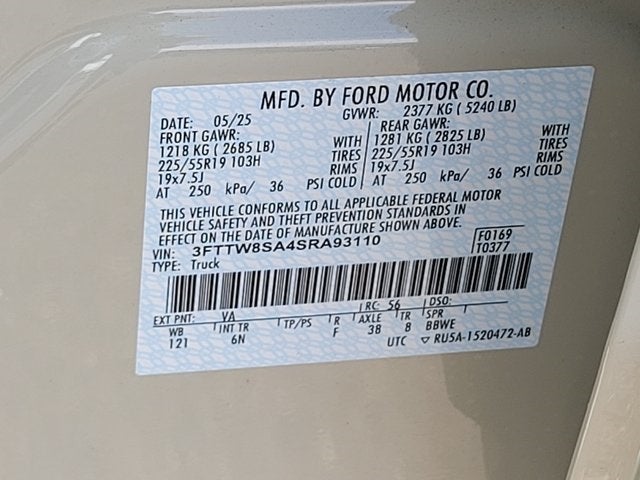 MFD. BY FORD MOTOR CO.
DATE: 05/25 GVWR: 2377 KG ( 5240 LB)
FRONT GAWR: REAR GAWR:
1218 KG ( 2685 LB) WITH 1281 KG ( 2825 LB) WITH
225/55R19 103H TIRES 225/55R19 103H TIRES
19x7.5J RIMS 19x7.5J RIMS
AT 250 kPa/ 36 PSI COLD AT 250 kPa/ 36 PSI COLD
THIS VEHICLE CONFORMS TO ALL APPLICABLE FEDERAL MOTOR
VEHICLE SAFETY AND THEFT PREVENTION STANDARDS IN
EFFECT ON THE DATE OF MANUFACTURE SHOWN ABOVE.
VIN: 3FTTW8SA4SRA93110 F0169
TYPE: Truck T0377
EXT PNT: YA RC: 56 DSO:
WB INT TR TP/PS R AXLE TR SPR
121 6N F 38 8 BBWE
UTC ▽ RU5A-1520472-AB